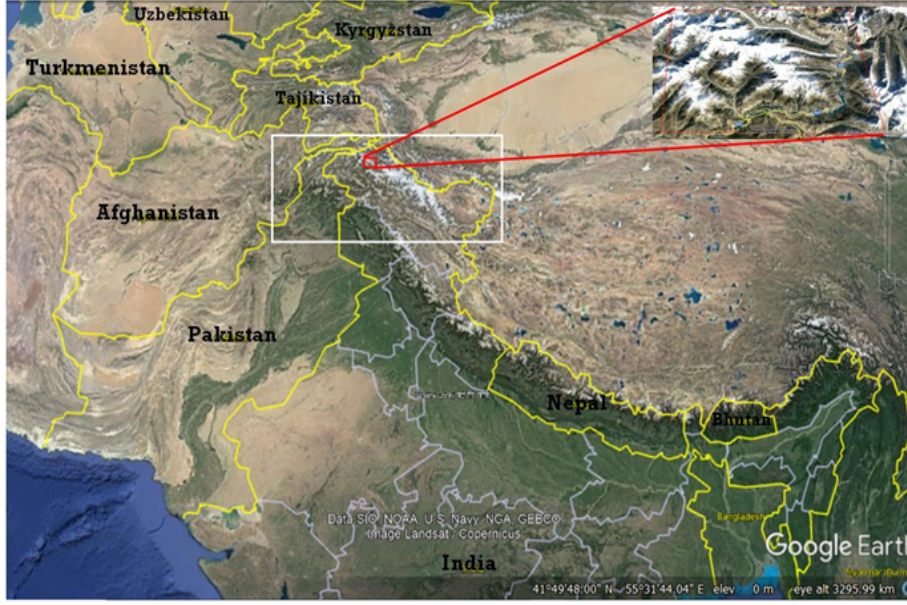 Uzbekistan
Kyrgyzstan
Turkmenistan
Tajikistan
Afghanistan
Pakistan
Nepal
Bhutan
Bangladesh
Data SIO, NOAA, U.S. Navy, NGA, GEBCO
Image Landsat / Copernicus
India
Google Earth
41°49'48.00" N 55°31'44.04" E elev 0 m eye alt 3295.99 km